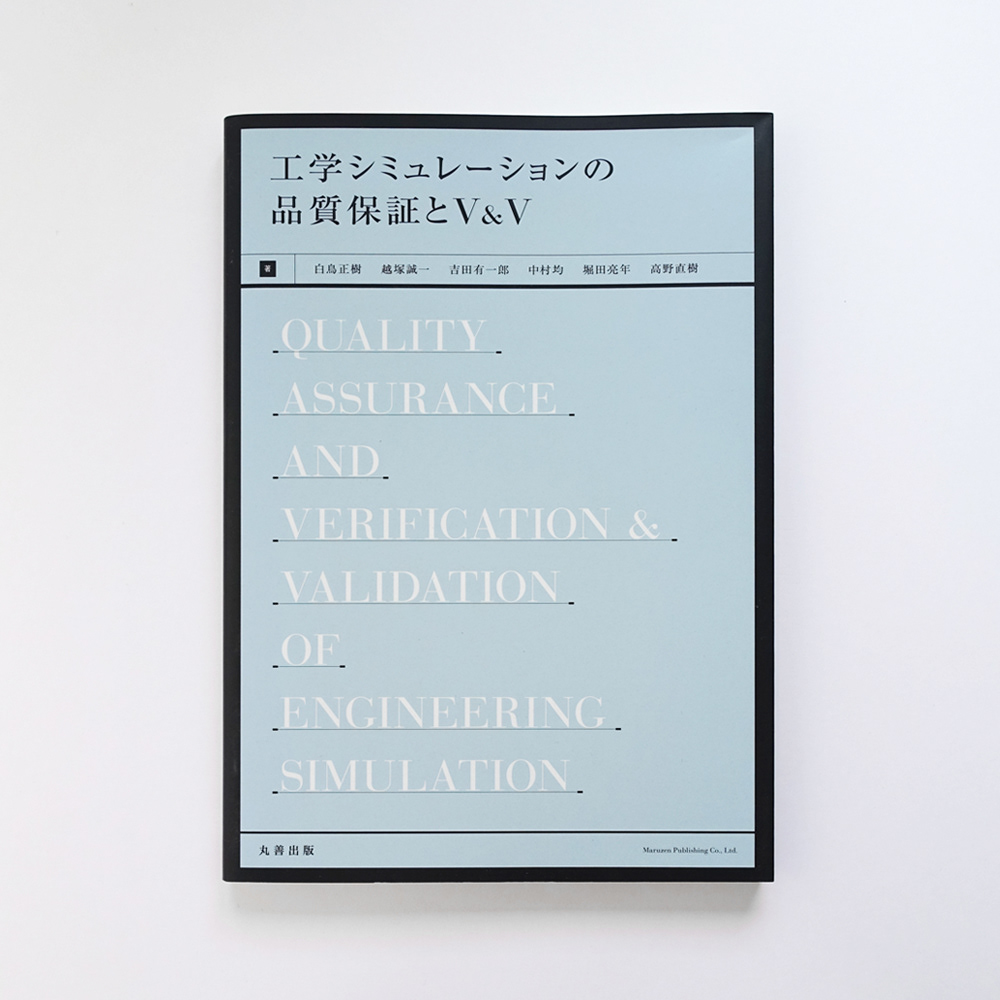 工学シミュレーションの
品質保証とV&V
著 白鳥正樹 越塚誠一 吉田有一郎 中村均 堀田亮年 高野直樹
QUALITY
ASSURANCE
AND
VERIFICATION &
VALIDATION
OF
ENGINEERING
SIMULATION
丸善出版 Maruzen Publishing Co., Ltd.